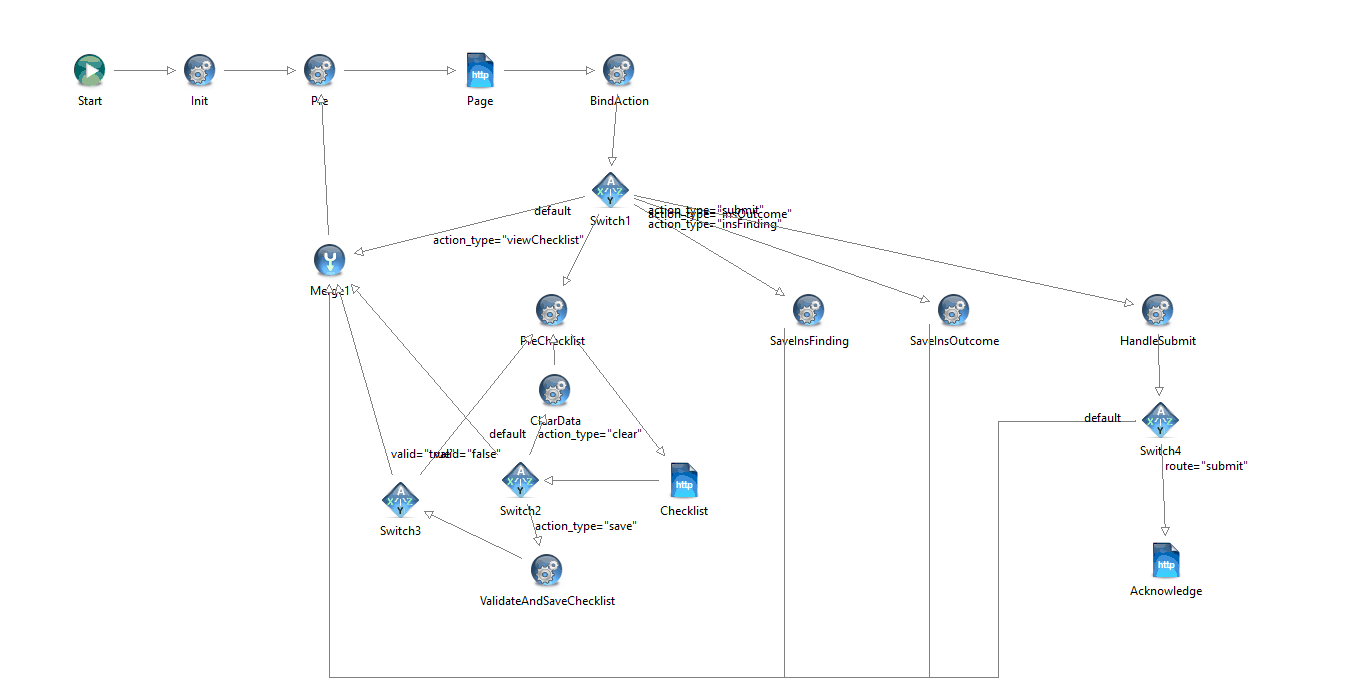 http
Start
Init
Pre
Page
BindAction
A
X Z
Y
default
Switch1
action_type="submit"
action_type="insOutcome"
action_type="insFinding"
action_type="viewChecklist"
Merge1
PreChecklist
SaveInsFinding
SaveInsOutcome
HandleSubmit
ClearData
default
action_type="clear"
default
A
X Z
Y
Switch4
valid="true"
valid="false"
route="submit"
A
X Z
Y
http
A
X Z
Y
Switch3
Switch2
Checklist
action_type="save"
http
ValidateAndSaveChecklist
Acknowledge